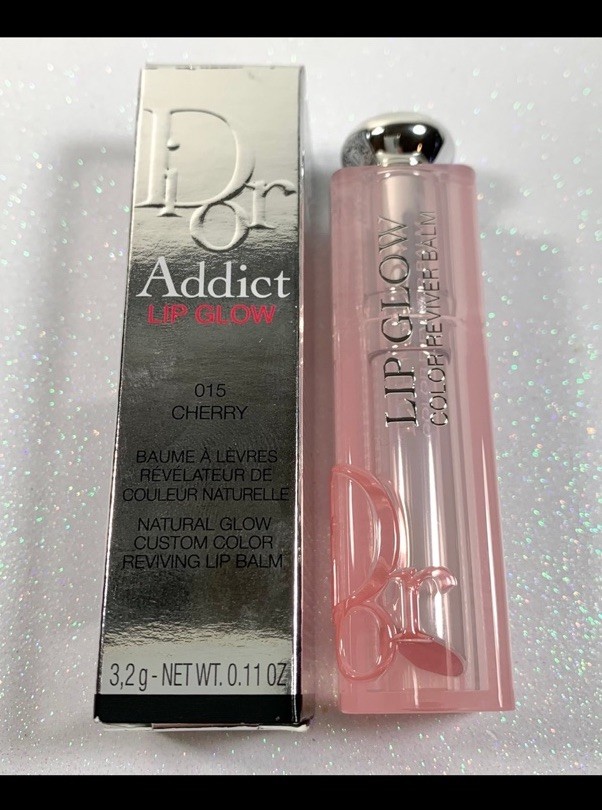 Dior
Addict
LIP GLOW
015
CHERRY
BAUME À LÈVRES
RÉVÉLATEUR DE
COULEUR NATURELLE
NATURAL GLOW
CUSTOM COLOR
REVIVING LIP BALM
3,2 g - NET WT. 0.11 OZ
LIP GLOW
COLOR REVIVER BALM
Dior